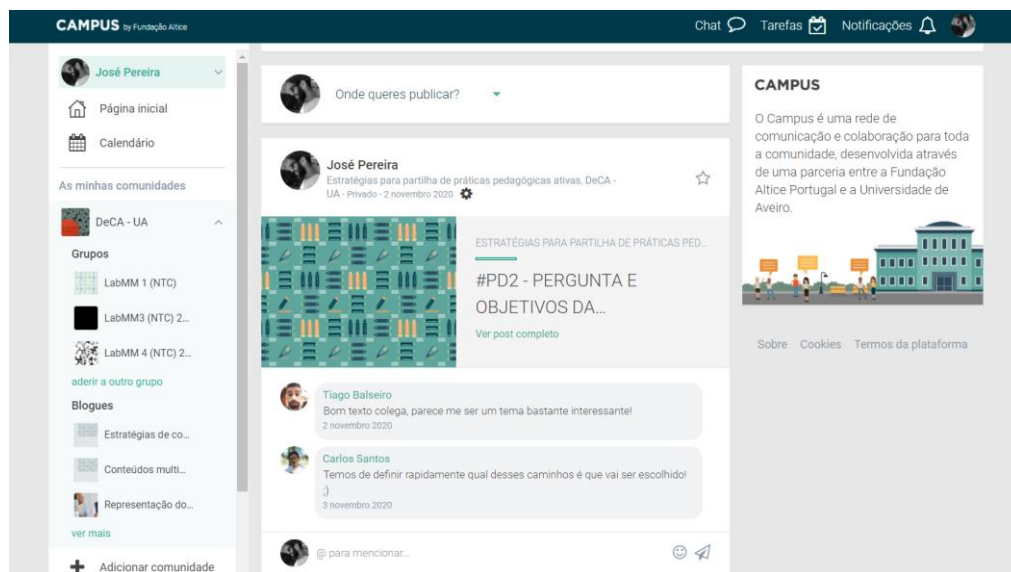 CAMPUS by Fundação Altice
Chat
Tarefas
Notificações
José Pereira
Página inicial
Calendário
As minhas comunidades
DeCA - UA
Grupos
LabMM 1 (NTC)
LabMM3 (NTC) 2...
LabMM 4 (NTC) 2...
aderir a outro grupo
Blogues
Estratégias de co...
Conteúdos multi...
Representação do...
ver mais
Adicionar comunidade
Onde queres publicar?
José Pereira
Estratégias para partilha de práticas pedagógicas ativas, DeCA -
UA - Privado - 2 novembro 2020
ESTRATÉGIAS PARA PARTILHA DE PRÁTICAS PED...
#PD2 - PERGUNTA E
OBJETIVOS DA...
Ver post completo
Tiago Balseiro
Bom texto colega, parece me ser um tema bastante interessante!
2 novembro 2020
Carlos Santos
Temos de definir rapidamente qual desses caminhos é que vai ser escolhido!
;)
3 novembro 2020
@ para mencionar...
CAMPUS
O Campus é uma rede de
comunicação e colaboração para toda
a comunidade, desenvolvida através
de uma parceria entre a Fundação
Altice Portugal e a Universidade de
Aveiro.
Sobre Cookies Termos da plataforma